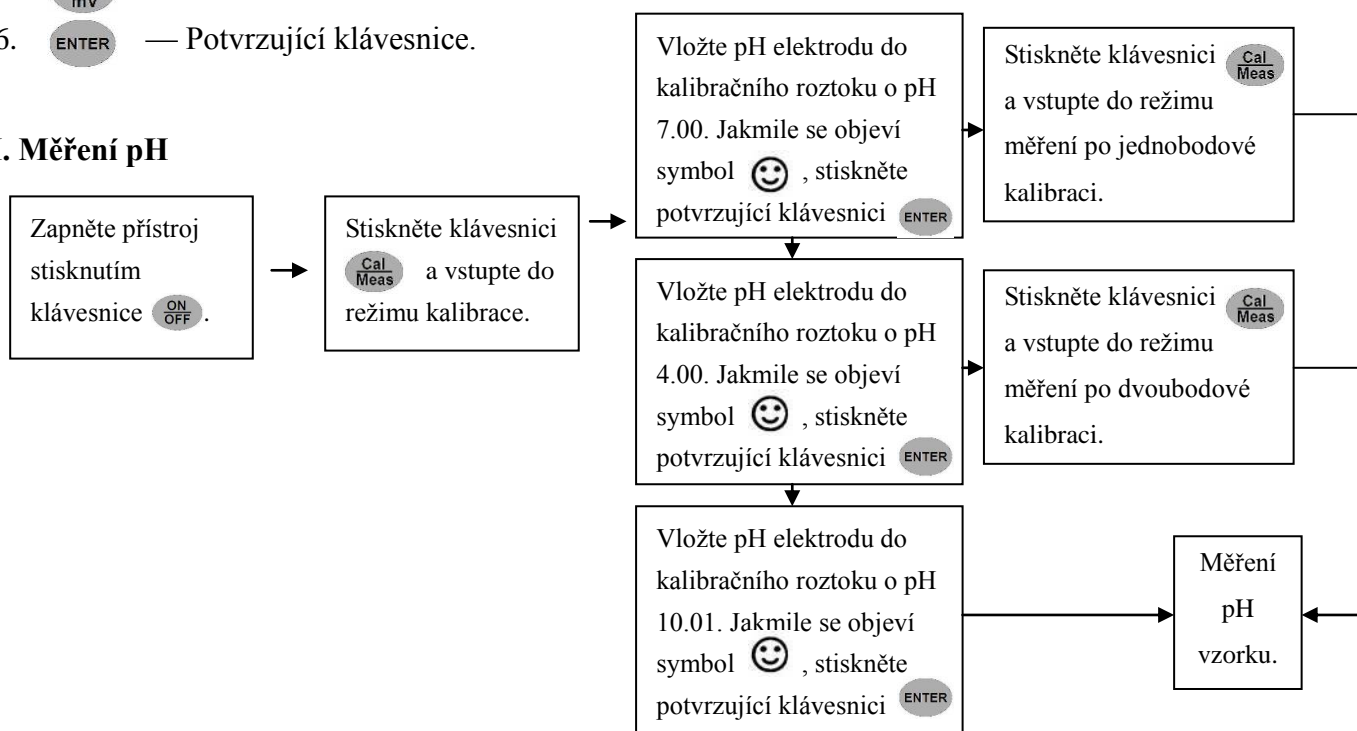 mV
6. ENTER — Potvrzující klávesnice.
. Měření pH
Zapněte přístroj
stisknutím
klávesnice ON OFF .
Stiskněte klávesnici
Cal Meas a vstupte do
režimu kalibrace.
Vložte pH elektrodu do
kalibračního roztoku o pH
7.00. Jakmile se objeví
symbol , stiskněte
potvrzující klávesnici ENTER
Stiskněte klávesnici Cal Meas
a vstupte do režimu
měření po jednobodové
kalibraci.
Vložte pH elektrodu do
kalibračního roztoku o pH
4.00. Jakmile se objeví
symbol , stiskněte
potvrzující klávesnici ENTER
Stiskněte klávesnici Cal Meas
a vstupte do režimu
měření po dvoubodové
kalibraci.
Vložte pH elektrodu do
kalibračního roztoku o pH
10.01. Jakmile se objeví
symbol , stiskněte
potvrzující klávesnici ENTER
Měření
pH
vzorku.